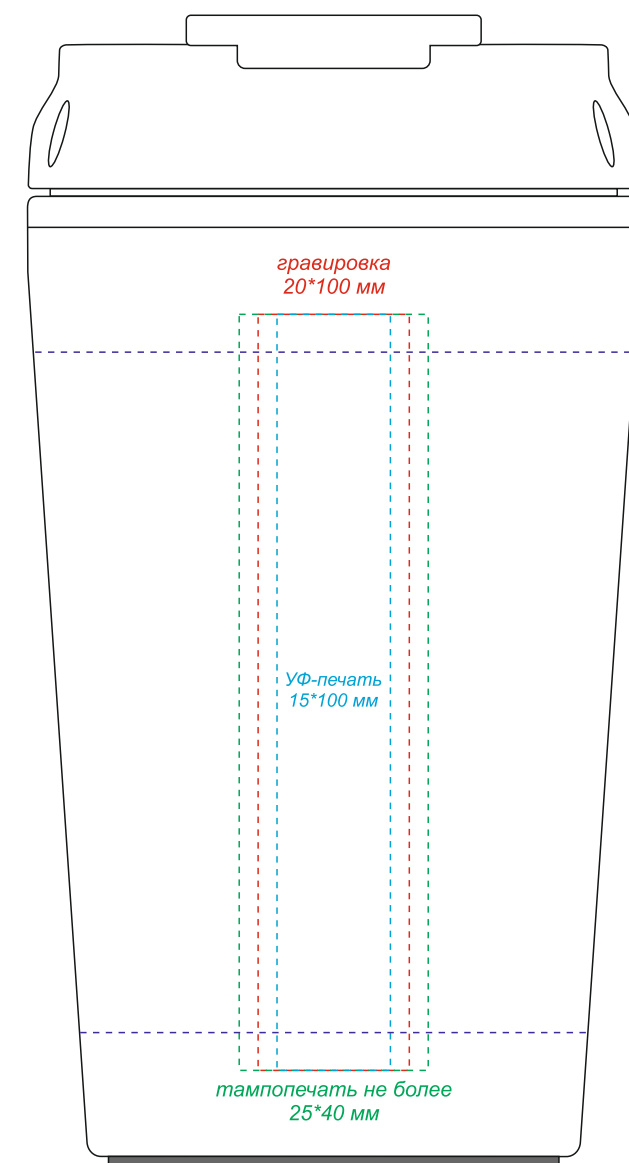 гравировка
20*100 мм
УФ-печать
15*100 мм
тампопечать не более
25*40 мм